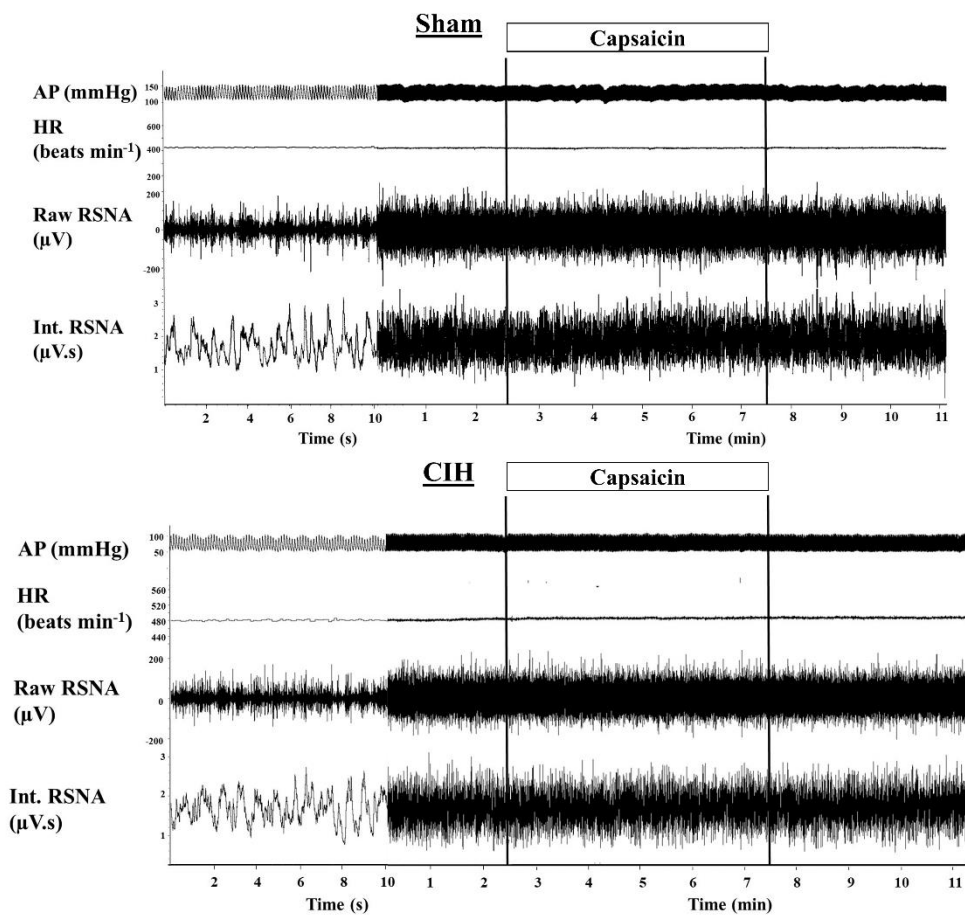 Sham
Capsaicin
AP (mmHg)
150
100
HR
(beats min-1)
600
400
200
Raw RSNA
(µV)
200
0
-200
Int. RSNA
(µV.s)
3
2
1
2 4 6 8 10 1 2 3 4 5 6 7 8 9 10 11
Time (s) Time (min)
CIH
Capsaicin
AP (mmHg)
100
50
HR
(beats min-1)
560
520
480
440
Raw RSNA
(µV)
200
0
-200
Int. RSNA
(µV.s)
3
2
1
2 4 6 8 10 1 2 3 4 5 6 7 8 9 10 11
Time (s) Time (min)